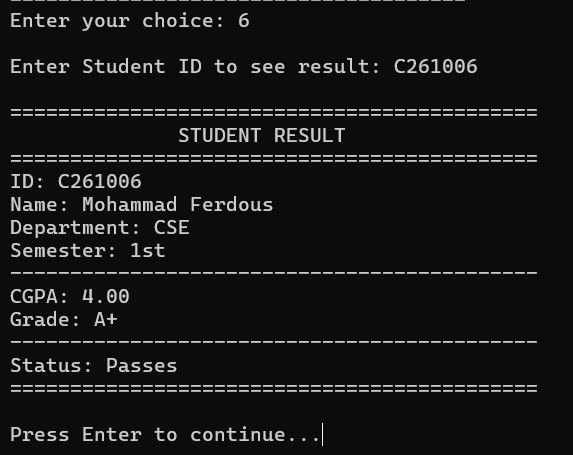 Enter your choice: 6
Enter Student ID to see result: C261006
============================================
STUDENT RESULT
============================================
ID: C261006
Name: Mohammad Ferdous
Department: CSE
Semester: 1st
--------------------------------------------
CGPA: 4.00
Grade: A+
--------------------------------------------
Status: Passes
============================================
Press Enter to continue...